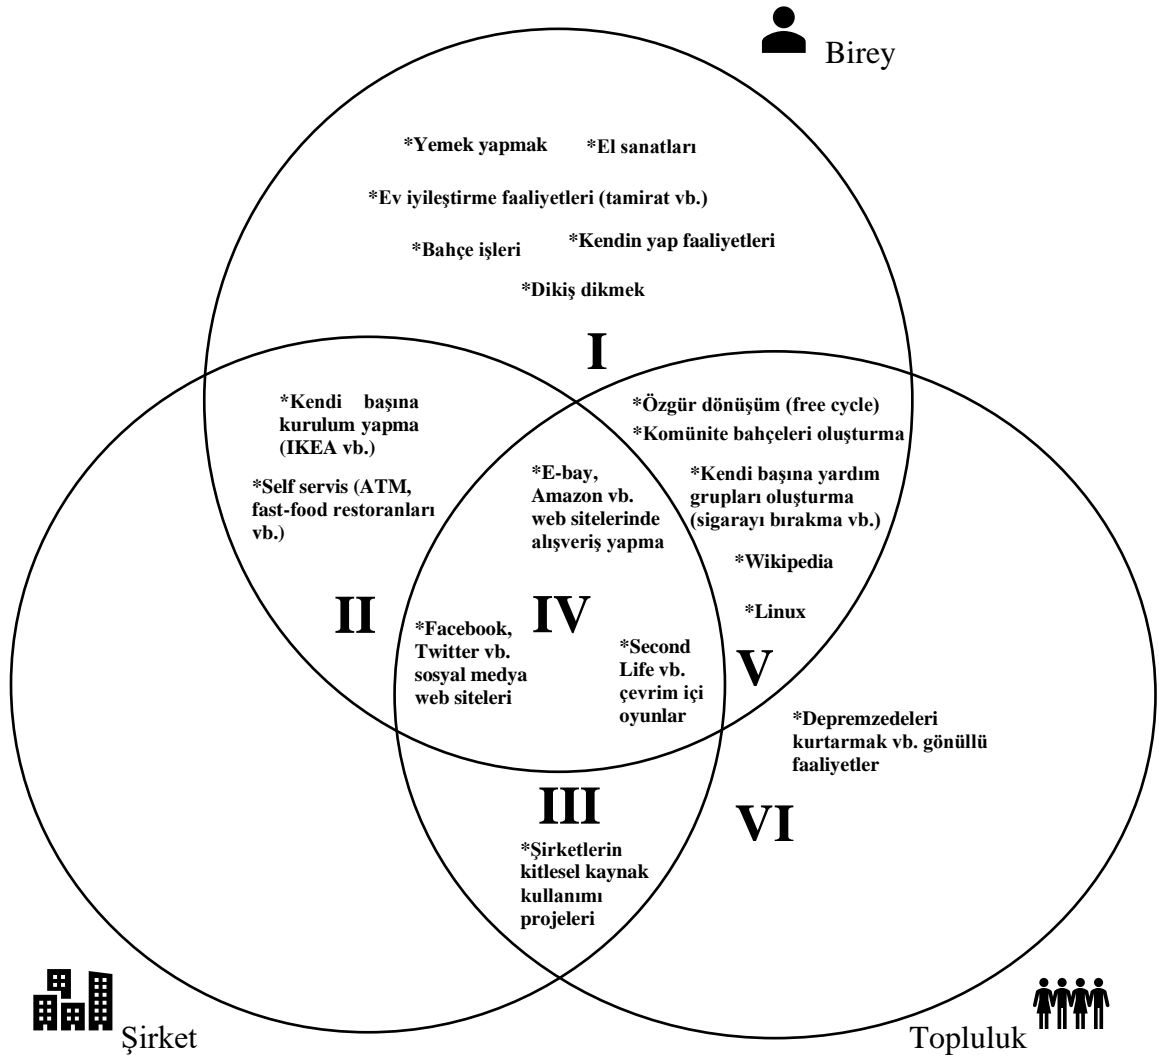 Birey
*Yemek yapmak
*El sanatları
*Ev iyileştirme faaliyetleri (tamirat vb.)
*Bahçe işleri
*Kendin yap faaliyetleri
*Dikiş dikmek
I
*Kendi başına
kurulum yapma
(IKEA vb.)
*Self servis (ATM,
fast-food restoranları
vb.)
II
*E-bay,
Amazon vb.
web sitelerinde
alışveriş yapma
IV
*Facebook,
Twitter vb.
sosyal medya
web siteleri
*Second
Life vb.
çevrim içi
oyunlar
*Özgür dönüşüm (free cycle)
*Komünite bahçeleri oluşturma
*Kendi başına yardım
grupları oluşturma
(sigarayı bırakma vb.)
*Wikipedia
*Linux
V
*Depremzedeleri
kurtarmak vb. gönüllü
faaliyetler
VI
III
*Şirketlerin
kitlesel kaynak
kullanımı
projeleri
Şirket
Topluluk